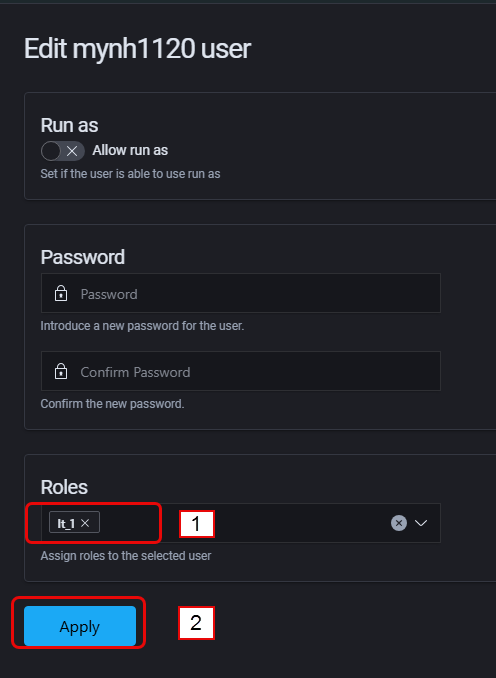 Edit mynh1120 user
Run as
Allow run as
Set if the user is able to use run as
Password
Password
Introduce a new password for the user.
Confirm Password
Confirm the new password.
Roles
lt_1
1
Assign roles to the selected user
Apply
2